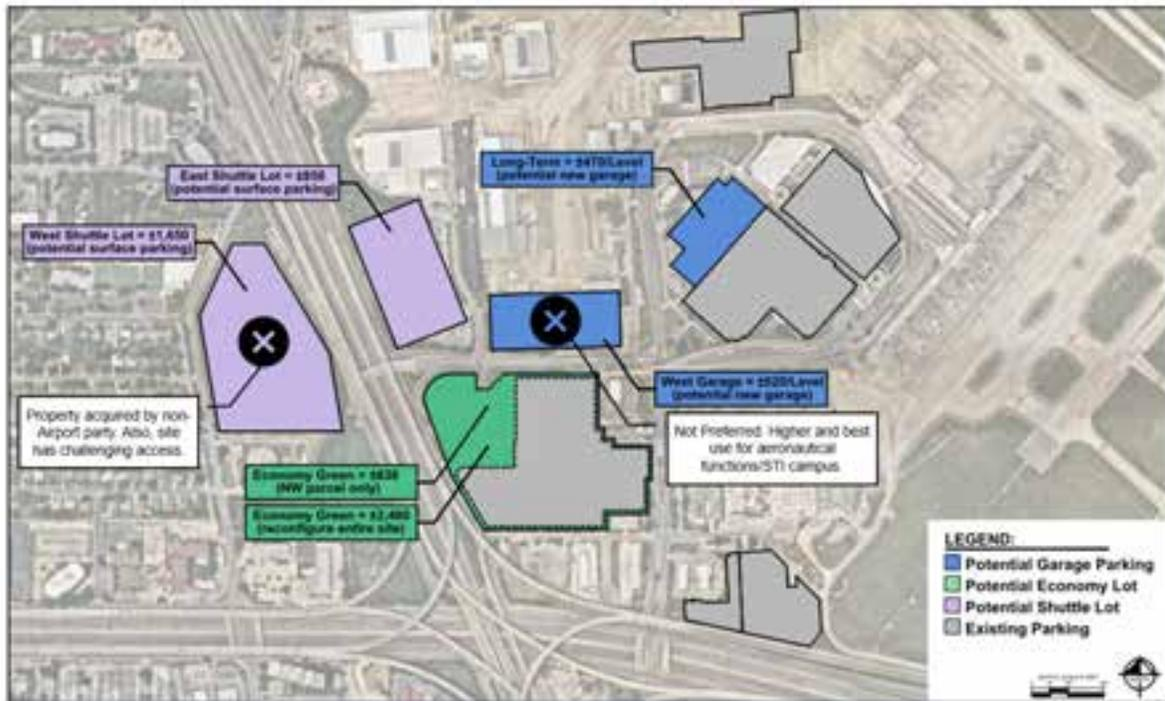 East Shuttle Lot = ±850
(potential surface parking)
Long-Term = ±470/Level
(potential new garage)
West Shuttle Lot = ±1,650
(potential surface parking)
West Garage = ±520/Level
(potential new garage)
Property acquired by non-
Airport party. Also, site
has challenging access.
Not Preferred. Higher and best
use for aeronautical
functions/STI campus.
Economy Green =
(NW parcel only)
Economy Green =
(reconfigure entire site)
LEGEND:
Potential Garage Parking
Potential Economy Lot
Potential Shuttle Lot
Existing Parking